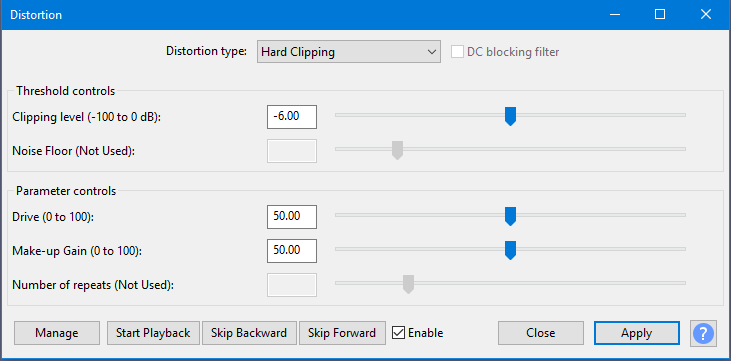 Distortion
Distortion type: Hard Clipping DC blocking filter
Threshold controls
Clipping level (-100 to 0 dB): -6.00
Noise Floor (Not Used):
Parameter controls
Drive (0 to 100): 50.00
Make-up Gain (0 to 100): 50.00
Number of repeats (Not Used):
Manage Start Playback Skip Backward Skip Forward Enable Close Apply ?